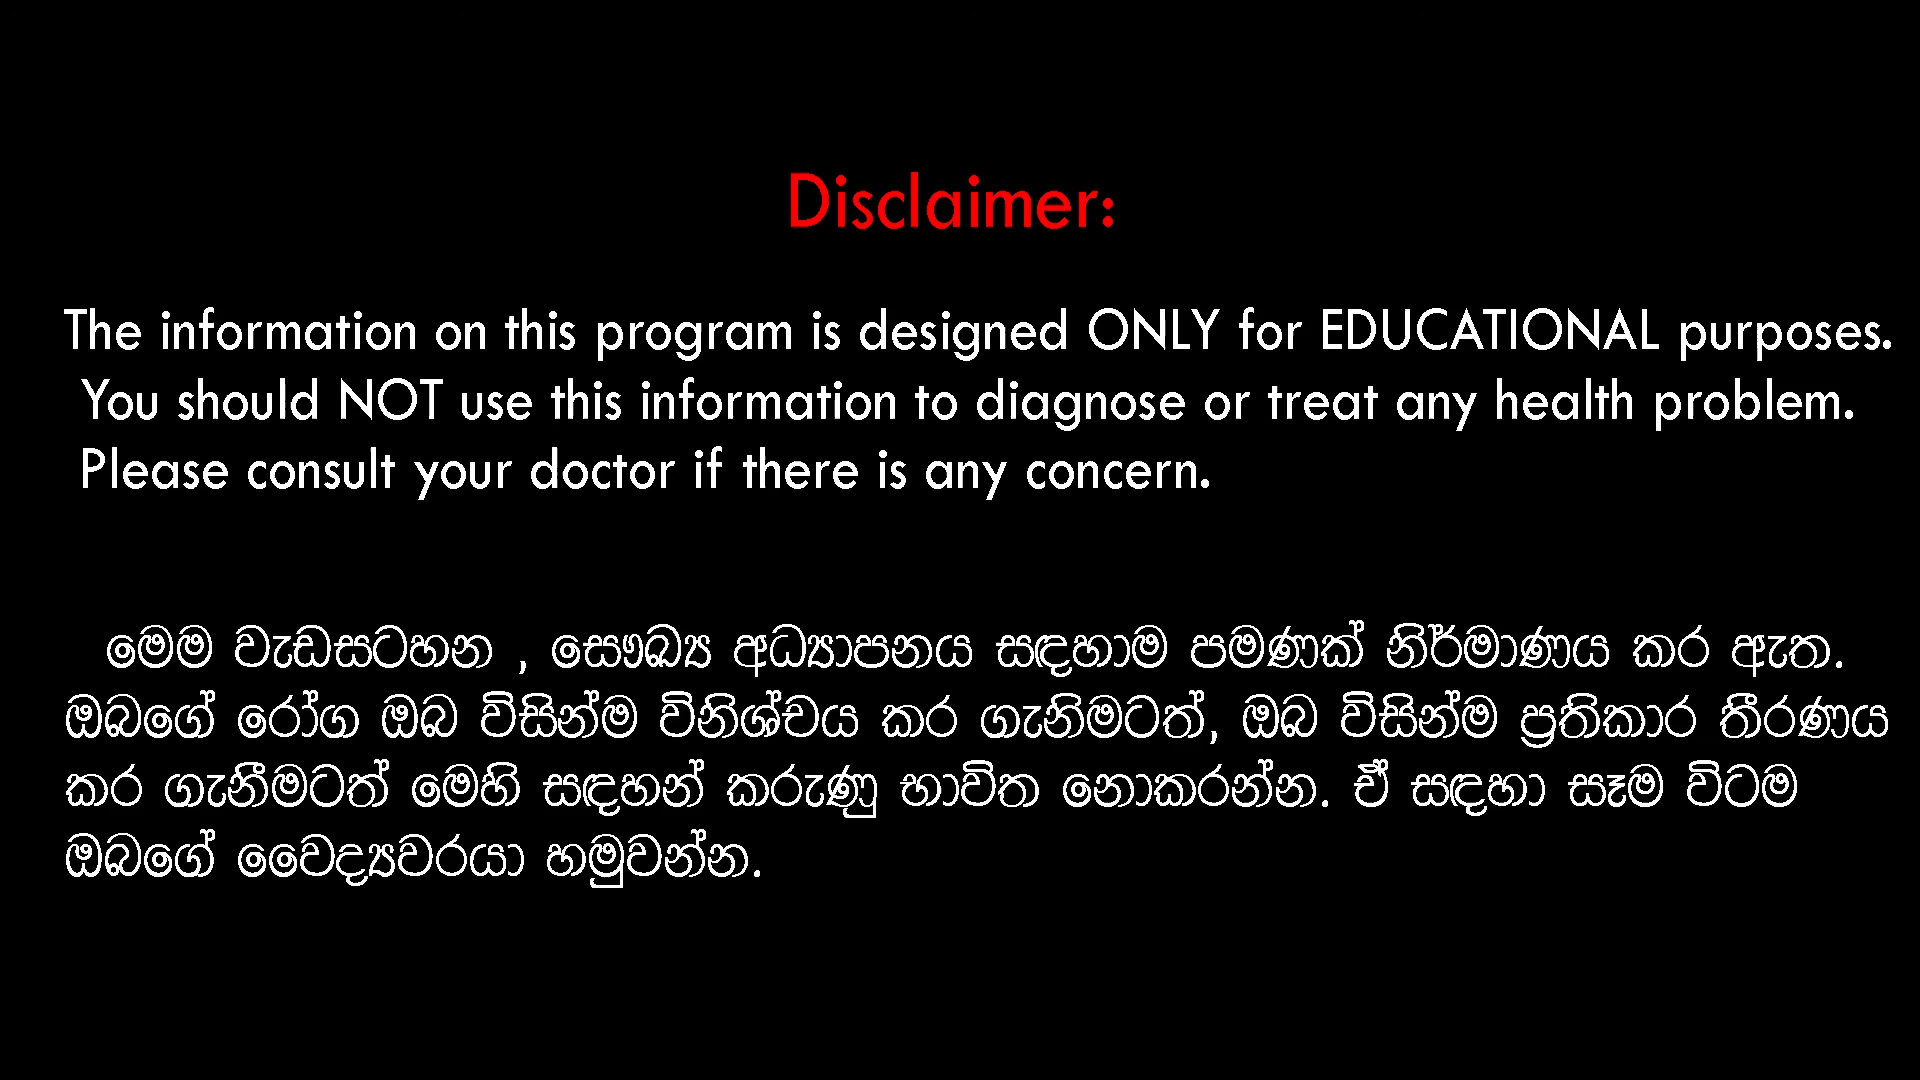 Disclaimer:
The information on this program is designed ONLY for EDUCATIONAL purposes.
You should NOT use this information to diagnose or treat any health problem.
Please consult your doctor if there is any concern.
මෙම වැඩසටහන , සෞඛ්‍ය අධ්‍යාපනය සඳහාම පමණක් නිර්මාණය කර ඇත.
ඔබගේ රෝග ඔබ විසින්ම විනිශ්චය කර ගැනිමටත්, ඔබ විසින්ම ප්‍රතිකාර තීරණය
කර ගැනීමටත් මෙහි සඳහන් කරුණු භාවිත නොකරන්න. ඒ සඳහා සෑම විටම
ඔබගේ වෛද්‍යවරයා හමුවන්න.